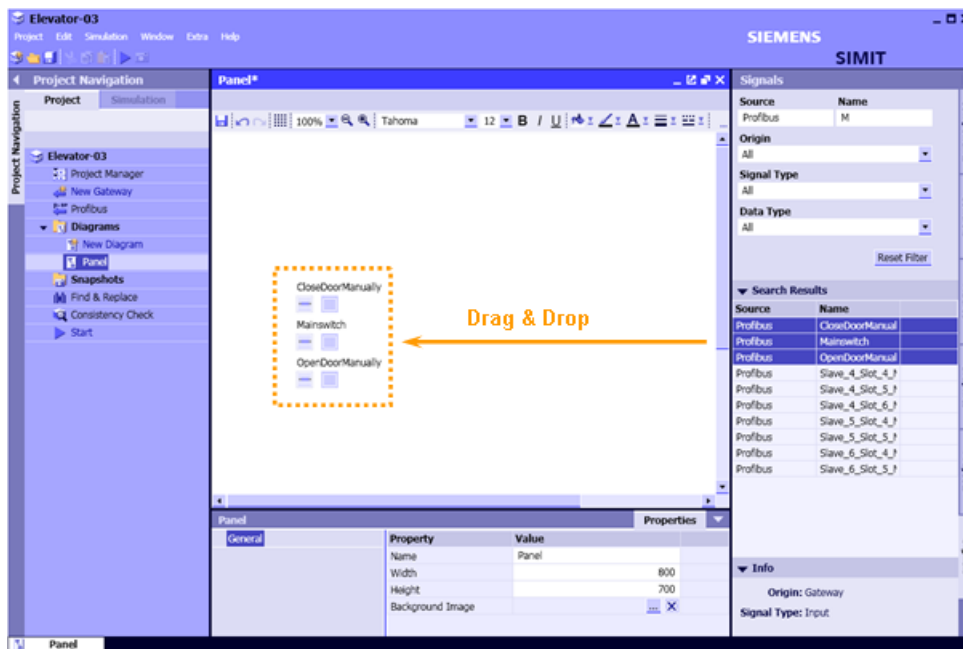 Elevator-03
Project Edit Simulation Window Extra Help
SIEMENS
SIMIT
Project Navigation
Project Simulation
Project Navigation
Elevator-03
Project Manager
New Gateway
Profibus
Diagrams
New Diagram
Panel
Snapshots
Find & Replace
Consistency Check
Start
Panel*
100% Tahoma 12 B I U A
CloseDoorManually
Mainswitch
OpenDoorManually
Drag & Drop
Panel
Properties
General
Property Value
Name Panel
Width 800
Height 700
Background Image ...
Signals
Source Name
Profibus M
Origin
All
Signal Type
All
Data Type
All
Reset Filter
Search Results
Source Name
Profibus CloseDoorManual
Profibus Mainswitch
Profibus OpenDoorManual
Profibus Slave_4_Slot_4_
Profibus Slave_4_Slot_5_
Profibus Slave_4_Slot_6_
Profibus Slave_5_Slot_4_
Profibus Slave_5_Slot_5_
Profibus Slave_6_Slot_4_
Profibus Slave_6_Slot_5_
Info
Origin: Gateway
Signal Type: Input
Panel